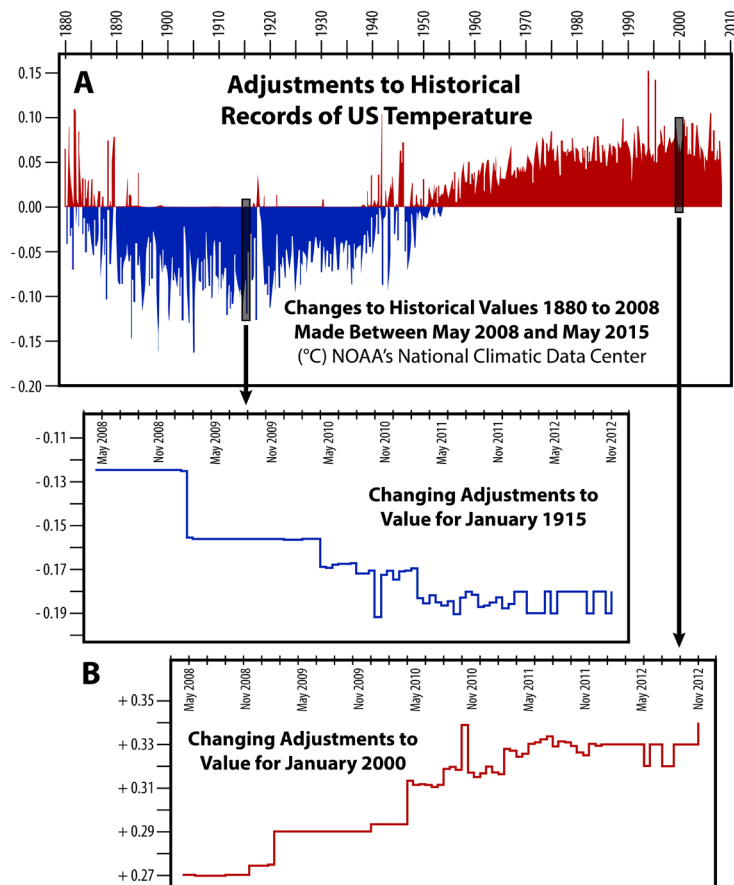 1880 1890 1900 1910 1920 1930 1940 1950 1960 1970 1980 1990 2000 2010
A
Adjustments to Historical
Records of US Temperature
0.15
0.10
0.05
0.00
- 0.05
- 0.10
- 0.15
- 0.20
Changes to Historical Values 1880 to 2008
Made Between May 2008 and May 2015
(°C) NOAA's National Climatic Data Center
May 2008 Nov 2008 May 2009 Nov 2009 May 2010 Nov 2010 May 2011 Nov 2011 May 2012 Nov 2012
- 0.11
- 0.13
- 0.15
- 0.17
- 0.19
Changing Adjustments to
Value for January 1915
B
May 2008 Nov 2008 May 2009 Nov 2009 May 2010 Nov 2010 May 2011 Nov 2011 May 2012 Nov 2012
+ 0.35
+ 0.33
+ 0.31
+ 0.29
+ 0.27
Changing Adjustments to
Value for January 2000